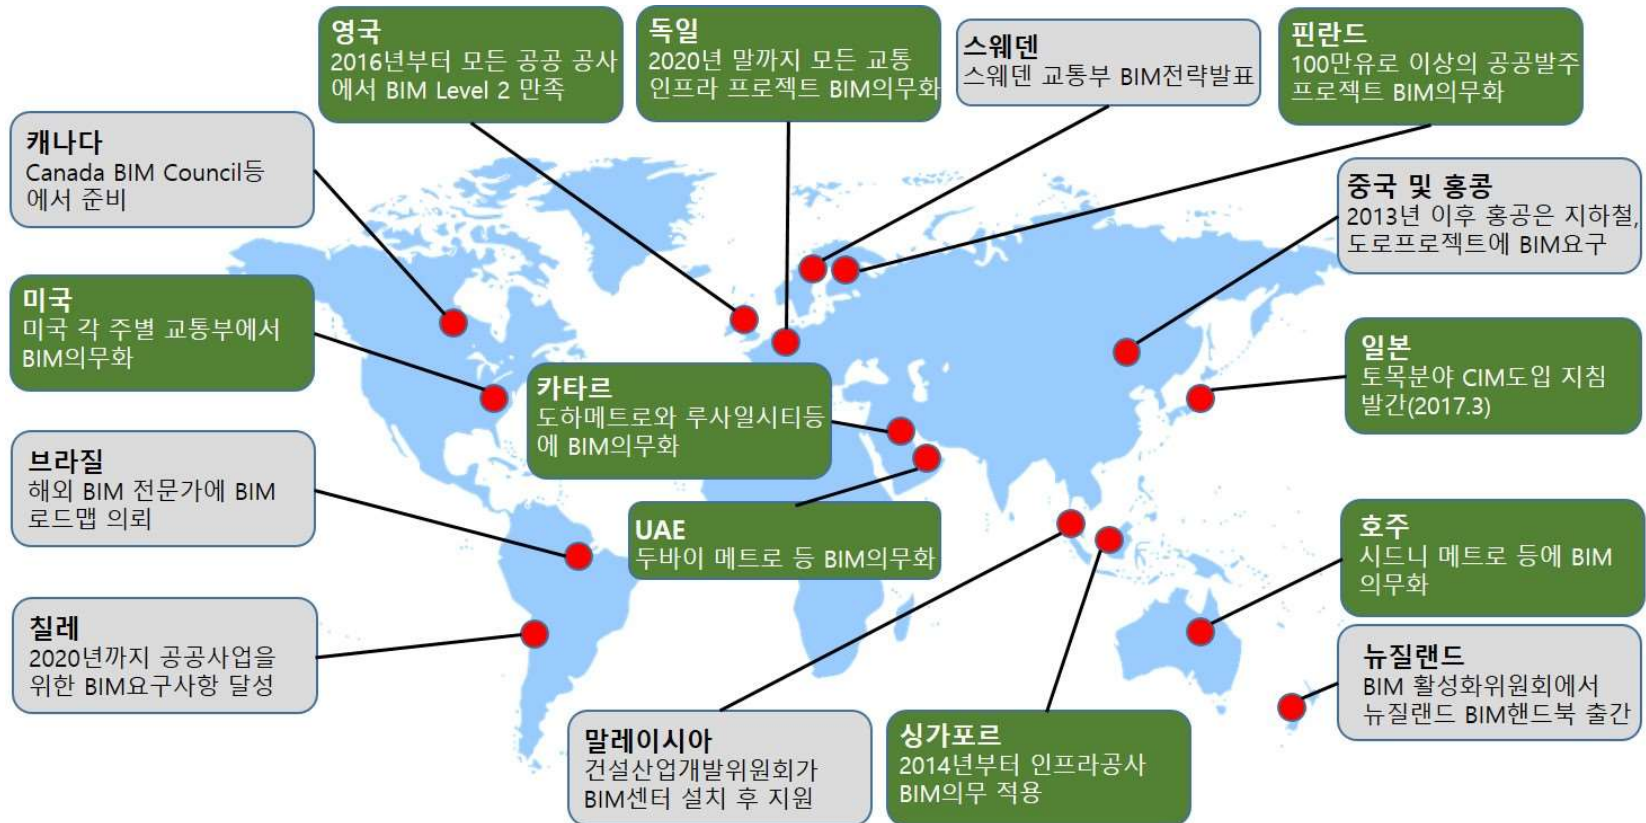 영국
2016년부터 모든 공공 공사
에서 BIM Level 2 만족
독일
2020년 말까지 모든 교통
인프라 프로젝트 BIM의무화
스웨덴
스웨덴 교통부 BIM전략발표
핀란드
100만유로 이상의 공공발주
프로젝트 BIM의무화
캐나다
Canada BIM Council등
에서 준비
중국 및 홍콩
2013년 이후 홍공은 지하철,
도로프로젝트에 BIM요구
미국
미국 각 주별 교통부에서
BIM의무화
일본
토목분야 CIM도입 지침
발간(2017.3)
카타르
도하메트로와 루사일시티등
에 BIM의무화
브라질
해외 BIM 전문가에 BIM
로드맵 의뢰
UAE
두바이 메트로 등 BIM의무화
호주
시드니 메트로 등에 BIM
의무화
칠레
2020년까지 공공사업을
위한 BIM요구사항 달성
뉴질랜드
BIM 활성화위원회에서
뉴질랜드 BIM핸드북 출간
말레이시아
건설산업개발위원회가
BIM센터 설치 후 지원
싱가포르
2014년부터 인프라공사
BIM의무 적용